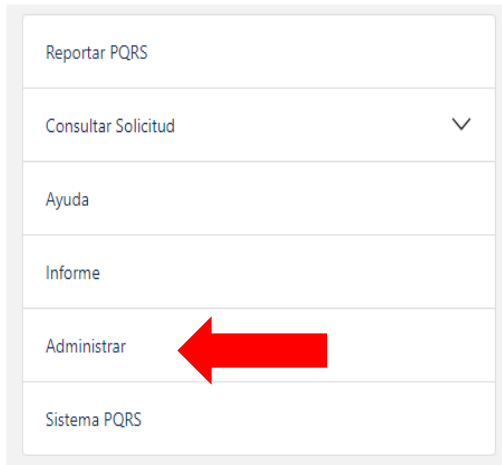 Reportar PQRS
Consultar Solicitud
Ayuda
Informe
Administrar
Sistema PQRS